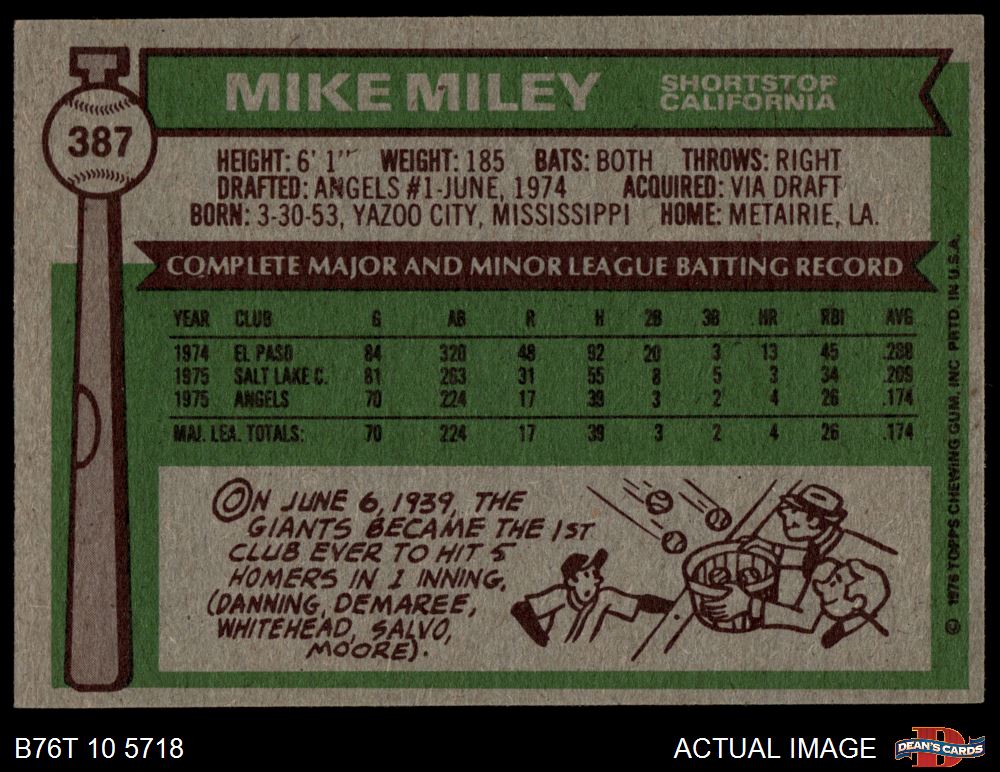 387
MIKE MILEY
SHORTSTOP
CALIFORNIA
HEIGHT: 6' 1" WEIGHT: 185 BATS: BOTH THROWS: RIGHT
DRAFTED: ANGELS #1-JUNE, 1974 ACQUIRED: VIA DRAFT
BORN: 3-30-53, YAZOO CITY, MISSISSIPPI HOME: METAIRIE, LA.
COMPLETE MAJOR AND MINOR LEAGUE BATTING RECORD
YEAR CLUB G AB R H 2B 3B HR RBI AVG
1974 EL PASO 84 320 48 92 20 3 13 45 .288
1975 SALT LAKE C. 81 263 31 55 8 5 3 34 .209
1975 ANGELS 70 224 17 39 3 2 4 26 .174
MAJ. LEA. TOTALS: 70 224 17 39 3 2 4 26 .174
ON JUNE 6, 1939, THE
GIANTS BECAME THE 1ST
CLUB EVER TO HIT 5
HOMERS IN 1 INNING.
(DANNING, DEMAREE,
WHITEHEAD, SALVO,
MOORE).
© 1976 TOPPS CHEWING GUM, INC PRTD IN U.S.A.
B76T 10 5718
ACTUAL IMAGE
D
DEAN'S CARDS